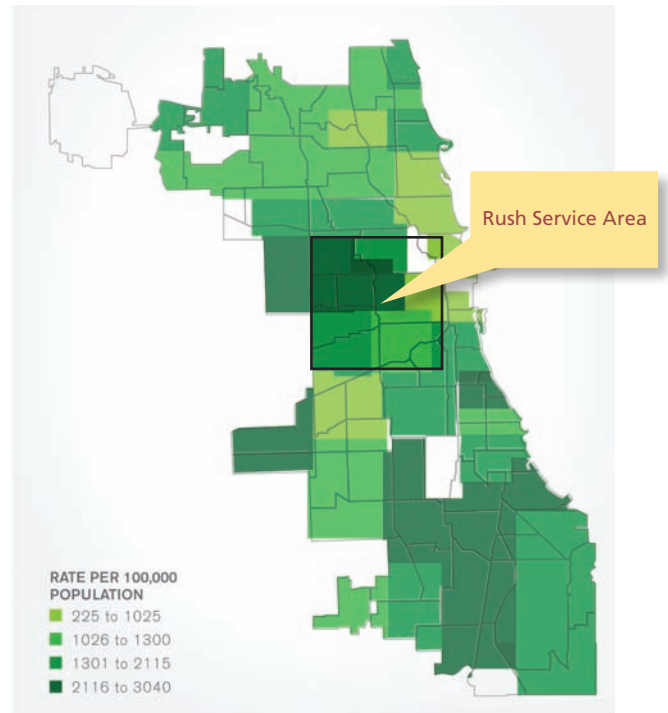 Rush Service Area
RATE PER 100,000
POPULATION
225 to 1025
1026 to 1300
1301 to 2115
2116 to 3040